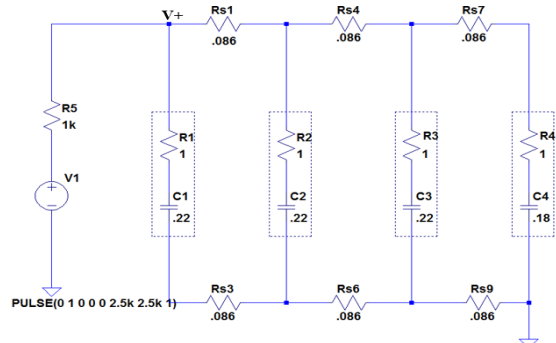 V+
Rs1
.086
Rs4
.086
Rs7
.086
R5
1k
R1
1
R2
1
R3
1
R4
1
V1
C1
.22
C2
.22
C3
.22
C4
.18
PULSE(0 1 0 0 0 2.5k 2.5k 1)
Rs3
.086
Rs6
.086
Rs9
.086